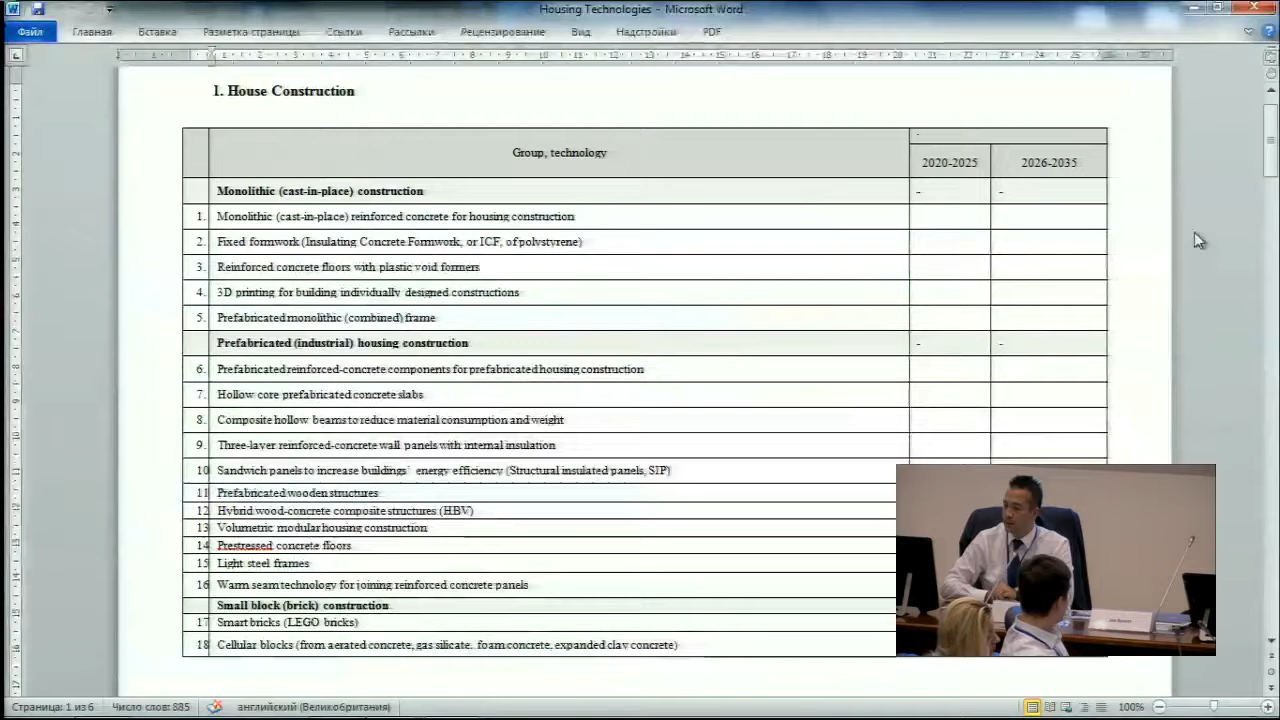 Housing Technologies - Microsoft Word
Файл Главная Вставка Разметка страницы Ссылки Рассылки Рецензирование Вид Надстройки PDF
1. House Construction
Group, technology
-
2020-2025 2026-2035
Monolithic (cast-in-place) construction - -
1. Monolithic (cast-in-place) reinforced concrete for housing construction
2. Fixed formwork (Insulating Concrete Formwork, or ICF, of polystyrene)
3. Reinforced concrete floors with plastic void formers
4. 3D printing for building individually designed constructions
5. Prefabricated monolithic (combined) frame
Prefabricated (industrial) housing construction - -
6. Prefabricated reinforced-concrete components for prefabricated housing construction
7. Hollow core prefabricated concrete slabs
8. Composite hollow beams to reduce material consumption and weight
9. Three-layer reinforced-concrete wall panels with internal insulation
10 Sandwich panels to increase buildings' energy efficiency (Structural insulated panels, SIP)
11 Prefabricated wooden structures
12 Hybrid wood-concrete composite structures (HBV)
13 Volumetric modular housing construction
14 Prestressed concrete floors
15 Light steel frames
16 Warm seam technology for joining reinforced concrete panels
Small block (brick) construction
17 Smart bricks (LEGO bricks)
18 Cellular blocks (from aerated concrete, gas silicate, foam concrete, expanded clay concrete)
Страница: 1 из 6 Число слов: 885 английский (Великобритания) 100%